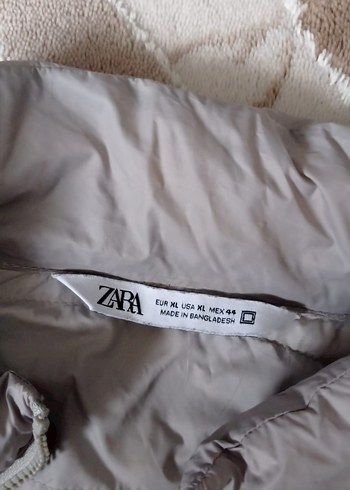 ZARA
EUR XL USA XL MEX 44
MADE IN BANGLADESH